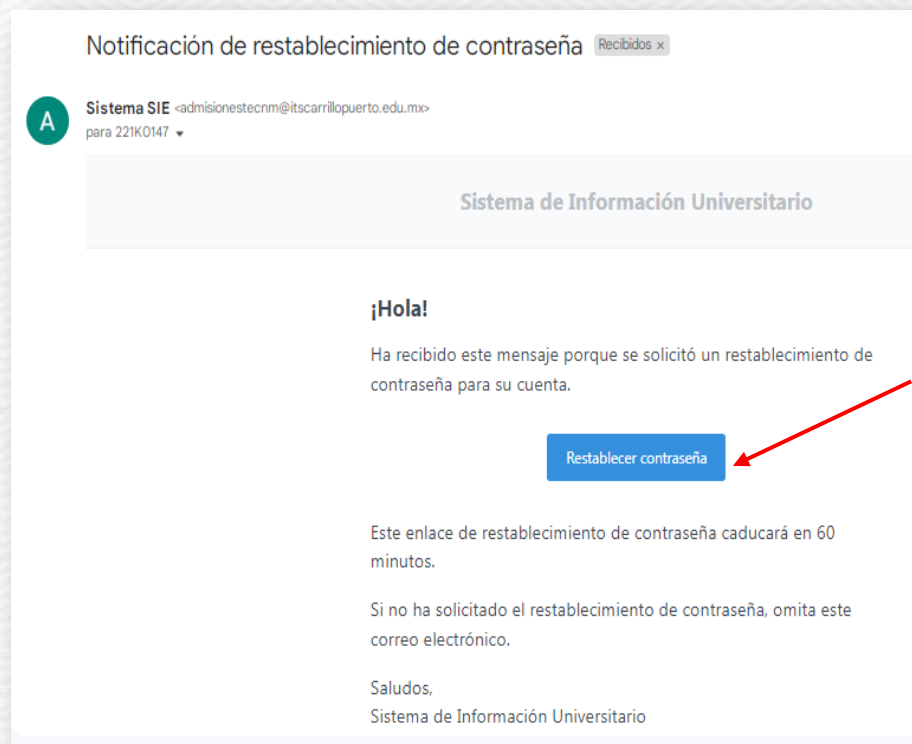 Notificación de restablecimiento de contraseña Recibidos x
A
Sistema SIE <admisionestecnm@itscarrillopuerto.edu.mx>
para 221K0147
Sistema de Información Universitario
¡Hola!
Ha recibido este mensaje porque se solicitó un restablecimiento de
contraseña para su cuenta.
Restablecer contraseña
Este enlace de restablecimiento de contraseña caducará en 60
minutos.
Si no ha solicitado el restablecimiento de contraseña, omita este
correo electrónico.
Saludos,
Sistema de Información Universitario